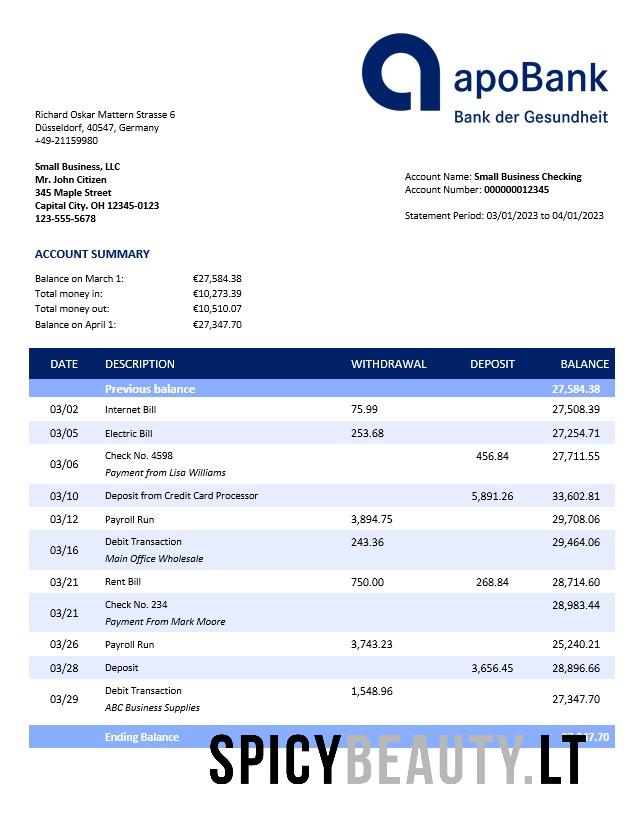 apoBank
Bank der Gesundheit
Richard Oskar Mattern Strasse 6
Düsseldorf, 40547, Germany
+49-21159980
Small Business, LLC
Mr. John Citizen
345 Maple Street
Capital City. OH 12345-0123
123-555-5678
Account Name: Small Business Checking
Account Number: 000000012345
Statement Period: 03/01/2023 to 04/01/2023
ACCOUNT SUMMARY
Balance on March 1: €27,584.38
Total money in: €10,273.39
Total money out: €10,510.07
Balance on April 1: €27,347.70
DATE DESCRIPTION WITHDRAWAL DEPOSIT BALANCE
Previous balance 27,584.38
03/02 Internet Bill 75.99 27,508.39
03/05 Electric Bill 253.68 27,254.71
03/06 Check No. 4598 456.84 27,711.55
Payment from Lisa Williams
03/10 Deposit from Credit Card Processor 5,891.26 33,602.81
03/12 Payroll Run 3,894.75 29,708.06
03/16 Debit Transaction 243.36 29,464.06
Main Office Wholesale
03/21 Rent Bill 750.00 268.84 28,714.60
03/21 Check No. 234 28,983.44
Payment From Mark Moore
03/26 Payroll Run 3,743.23 25,240.21
03/28 Deposit 3,656.45 28,896.66
03/29 Debit Transaction 1,548.96 27,347.70
ABC Business Supplies
Ending Balance
SPICYBEAUTY.LT